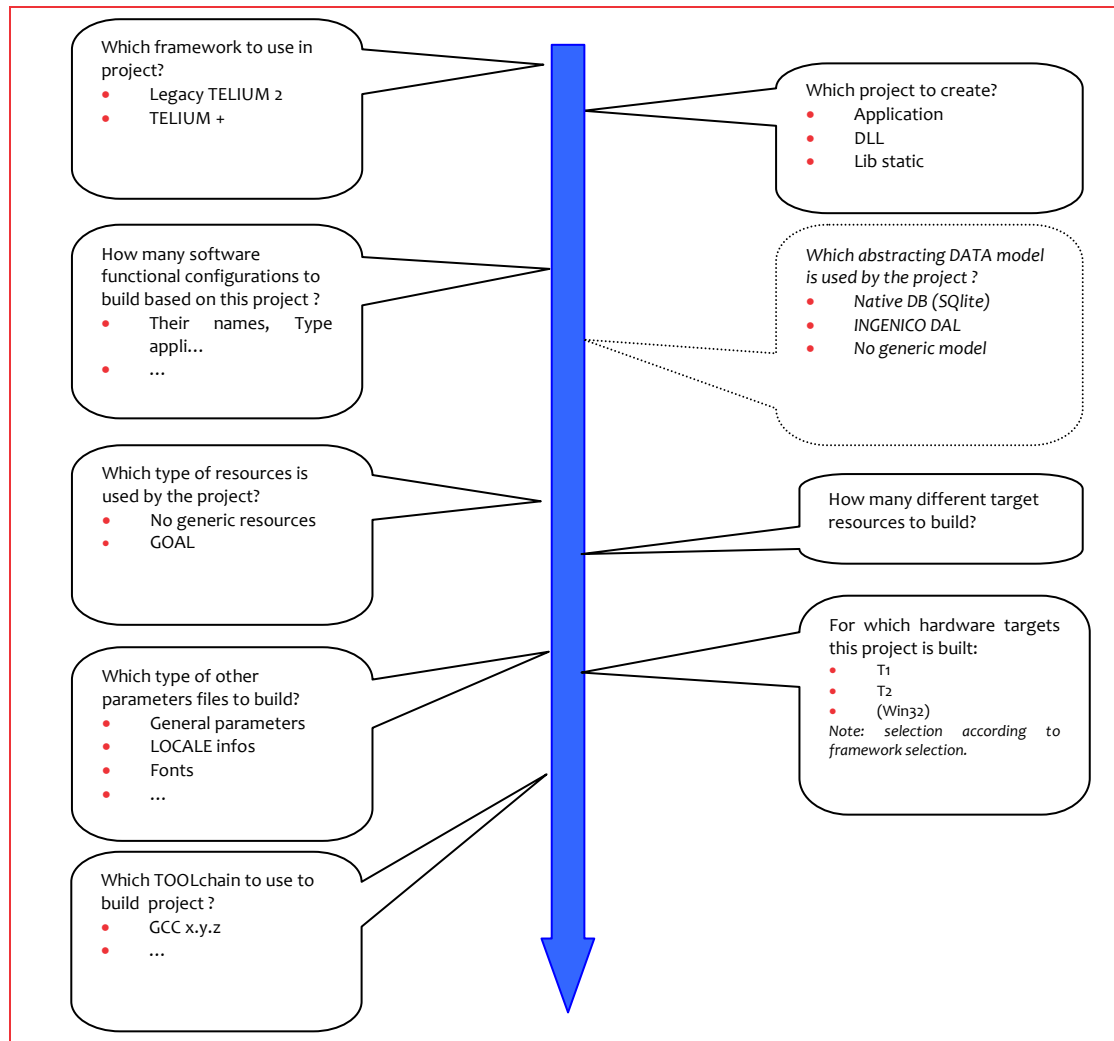 Which framework to use in
project?
• Legacy TELIUM 2
• TELIUM +
Which project to create?
• Application
• DLL
• Lib static
How many software
functional configurations to
build based on this project ?
• Their names, Type
appli…
• …
Which abstracting DATA model
is used by the project ?
• Native DB (SQlite)
• INGENICO DAL
• No generic model
Which type of resources is
used by the project?
• No generic resources
• GOAL
How many different target
resources to build?
For which hardware targets
this project is built:
• T1
• T2
• (Win32)
Note: selection according to
framework selection.
Which type of other
parameters files to build?
• General parameters
• LOCALE infos
• Fonts
• …
Which TOOLchain to use to
build project ?
• GCC x.y.z
• …